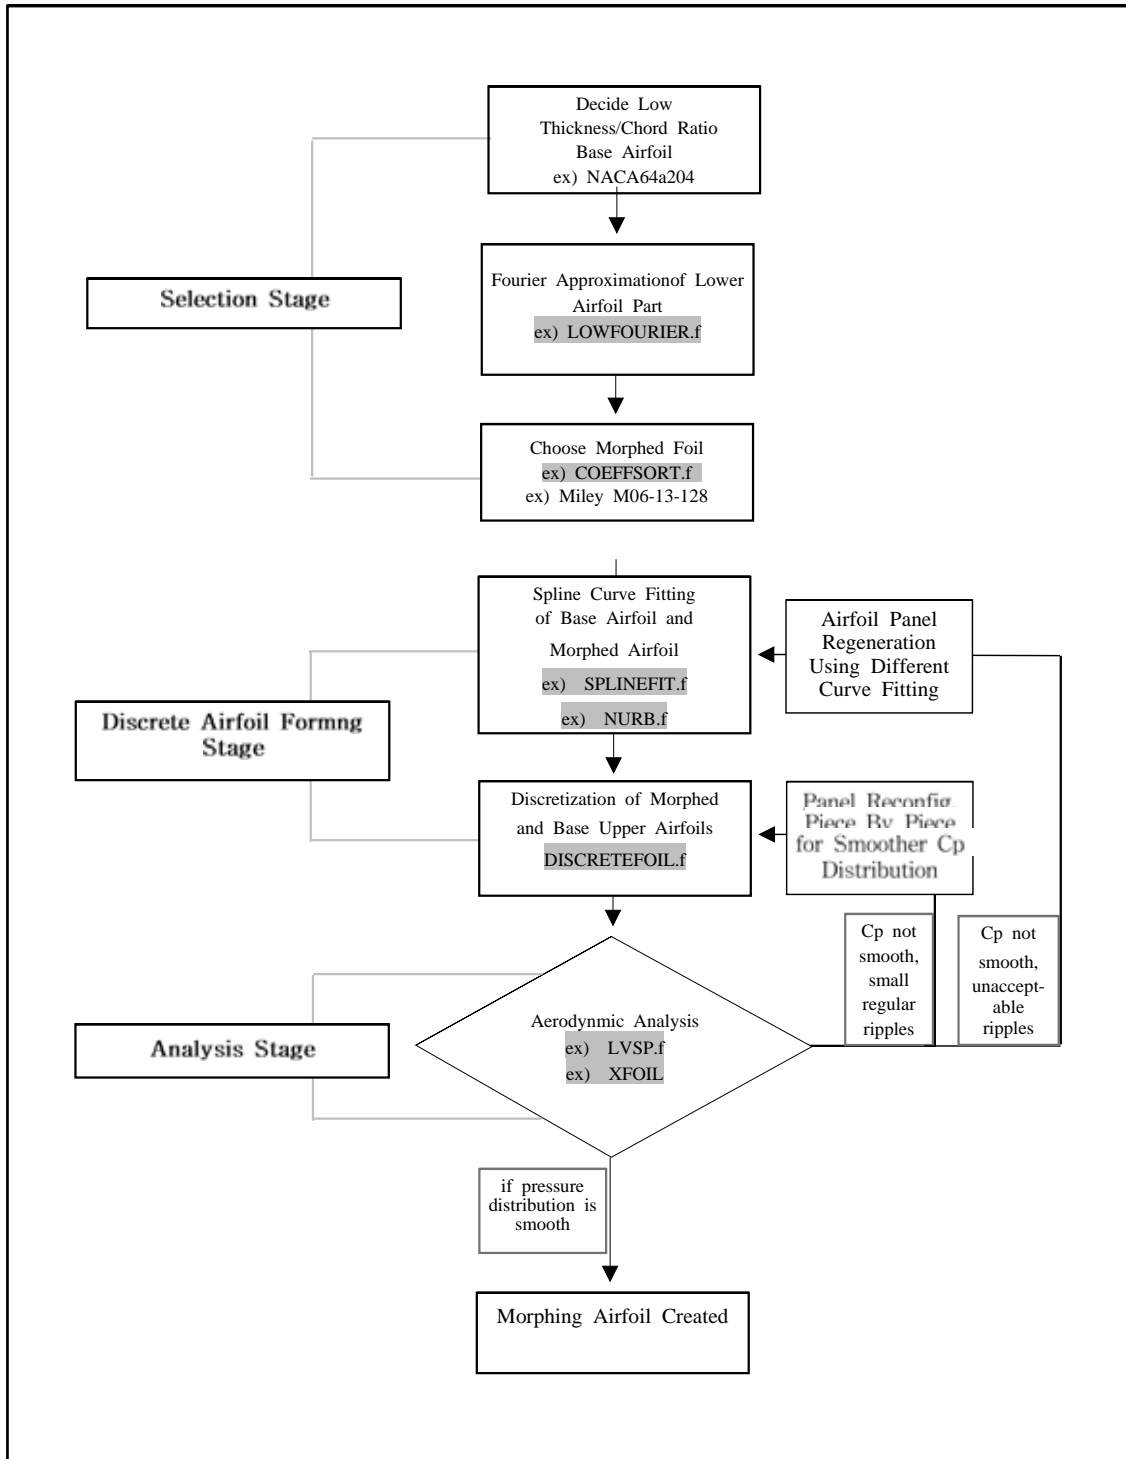 Decide Low
Thickness/Chord Ratio
Base Airfoil
ex) NACA64a204
Fourier Approximationof Lower
Airfoil Part
ex) LOWFOURIER.f
Selection Stage
Choose Morphed Foil
ex) COEFFSORT.f
ex) Miley M06-13-128
Spline Curve Fitting
of Base Airfoil and
Morphed Airfoil
ex) SPLINEFIT.f
ex) NURB.f
Airfoil Panel
Regeneration
Using Different
Curve Fitting
Discrete Airfoil Formng
Stage
Discretization of Morphed
and Base Upper Airfoils
DISCRETEFOIL.f
Panel Reconfig.
Piece By Piece
for Smoother Cp
Distribution
Cp not
smooth,
small
regular
ripples
Cp not
smooth,
unaccept-
able
ripples
Aerodynmic Analysis
ex) LVSP.f
ex) XFOIL
Analysis Stage
if pressure
distribution is
smooth
Morphing Airfoil Created